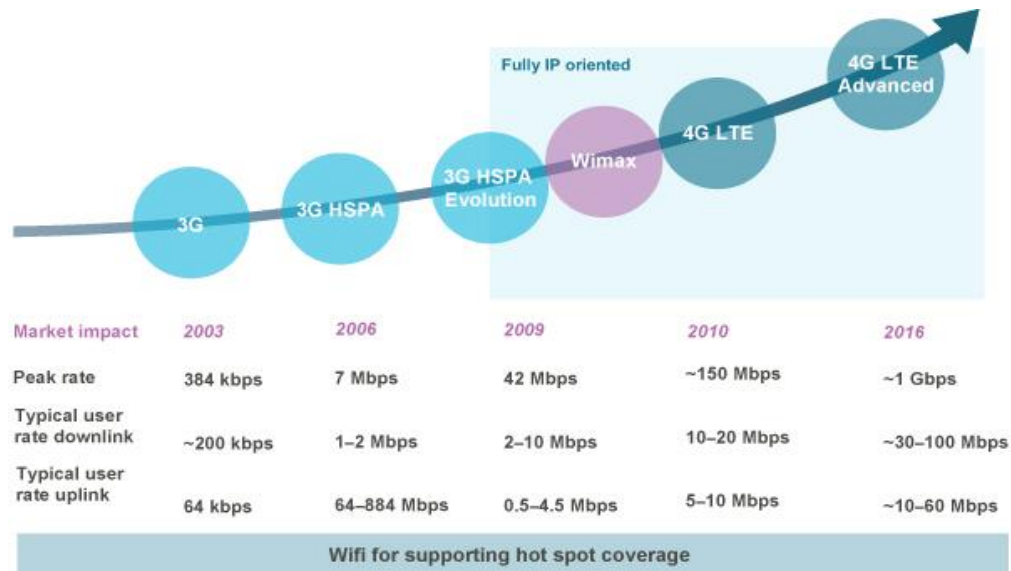 Fully IP oriented
3G
3G HSPA
3G HSPA
Evolution
Wimax
4G LTE
4G LTE
Advanced
Market impact 2003 2006 2009 2010 2016
Peak rate 384 kbps 7 Mbps 42 Mbps ~150 Mbps ~1 Gbps
Typical user
rate downlink ~200 kbps 1–2 Mbps 2–10 Mbps 10–20 Mbps ~30–100 Mbps
Typical user
rate uplink 64 kbps 64–884 Mbps 0.5–4.5 Mbps 5–10 Mbps ~10–60 Mbps
Wifi for supporting hot spot coverage